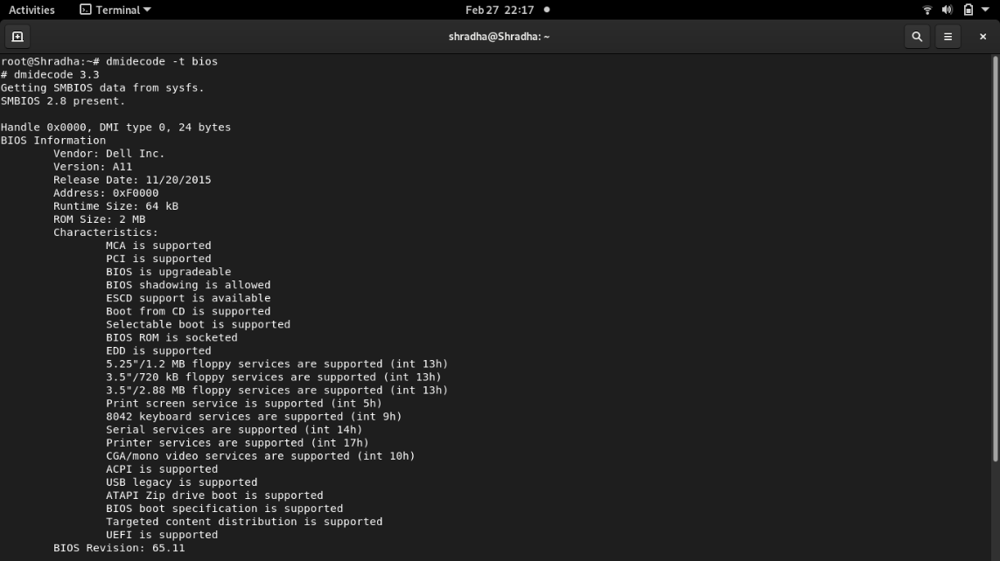 Activities Terminal Feb 27 22:17
shradha@Shradha: ~
root@Shradha:~# dmidecode -t bios
# dmidecode 3.3
Getting SMBIOS data from sysfs.
SMBIOS 2.8 present.

Handle 0x0000, DMI type 0, 24 bytes
BIOS Information
        Vendor: Dell Inc.
        Version: A11
        Release Date: 11/20/2015
        Address: 0xF0000
        Runtime Size: 64 kB
        ROM Size: 2 MB
        Characteristics:
                MCA is supported
                PCI is supported
                BIOS is upgradeable
                BIOS shadowing is allowed
                ESCD support is available
                Boot from CD is supported
                Selectable boot is supported
                BIOS ROM is socketed
                EDD is supported
                5.25"/1.2 MB floppy services are supported (int 13h)
                3.5"/720 kB floppy services are supported (int 13h)
                3.5"/2.88 MB floppy services are supported (int 13h)
                Print screen service is supported (int 5h)
                8042 keyboard services are supported (int 9h)
                Serial services are supported (int 14h)
                Printer services are supported (int 17h)
                CGA/mono video services are supported (int 10h)
                ACPI is supported
                USB legacy is supported
                ATAPI Zip drive boot is supported
                BIOS boot specification is supported
                Targeted content distribution is supported
                UEFI is supported
        BIOS Revision: 65.11